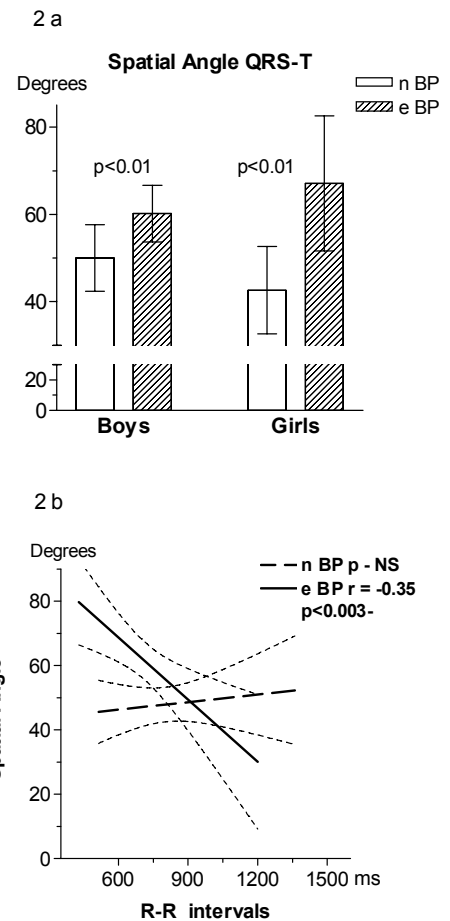 2 a
Spatial Angle QRS-T
Degrees
n BP
e BP
80
p<0.01
p<0.01
60
40
20
0
Boys
Girls
2 b
Degrees
n BP p - NS
e BP r = -0.35
p<0.003-
80
60
40
20
0
600 900 1200 1500 ms
R-R intervals